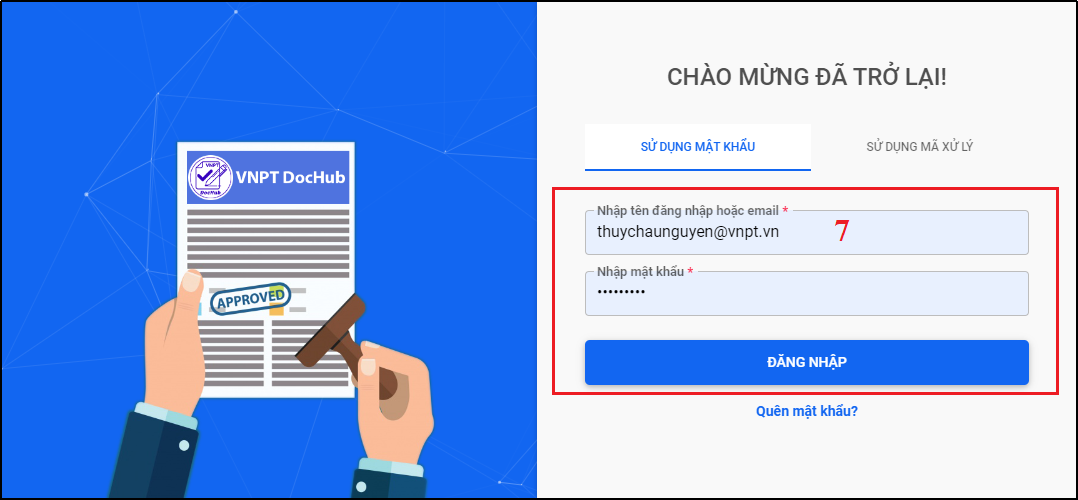 VNPT
DocHub
VNPT DocHub
APPROVED
CHÀO MỪNG ĐÃ TRỞ LẠI!
SỬ DỤNG MẬT KHẨU
SỬ DỤNG MÃ XỬ LÝ
Nhập tên đăng nhập hoặc email *
thuychaunguyen@vnpt.vn
7
Nhập mật khẩu *
•••••••••
ĐĂNG NHẬP
Quên mật khẩu?